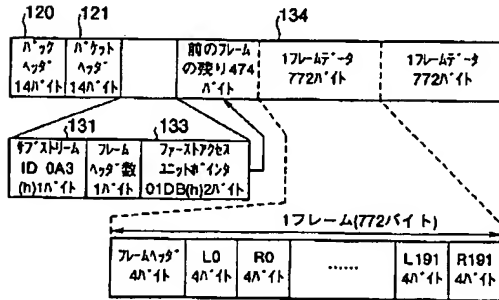 120
121
134
パック
ヘッダ
14バイト
パケット
ヘッダ
14バイト
前のフレーム
の残り474
バイト
1フレームデータ
772バイト
1フレームデータ
772バイト
131
133
サブストリーム
ID 0A3
(h)1バイト
フレーム
ヘッダ数
1バイト
ファーストアクセス
ユニットポインタ
01DB(h)2バイト
1フレーム(772バイト)
フレームヘッダ
4バイト
L0
4バイト
R0
4バイト
......
L191
4バイト
R191
4バイト